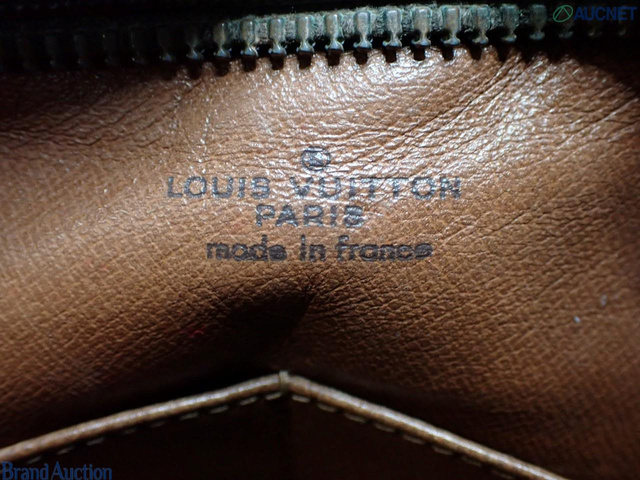 AUCNET
®
LOUIS VUITTON
PARIS
made in france
Brand Auction